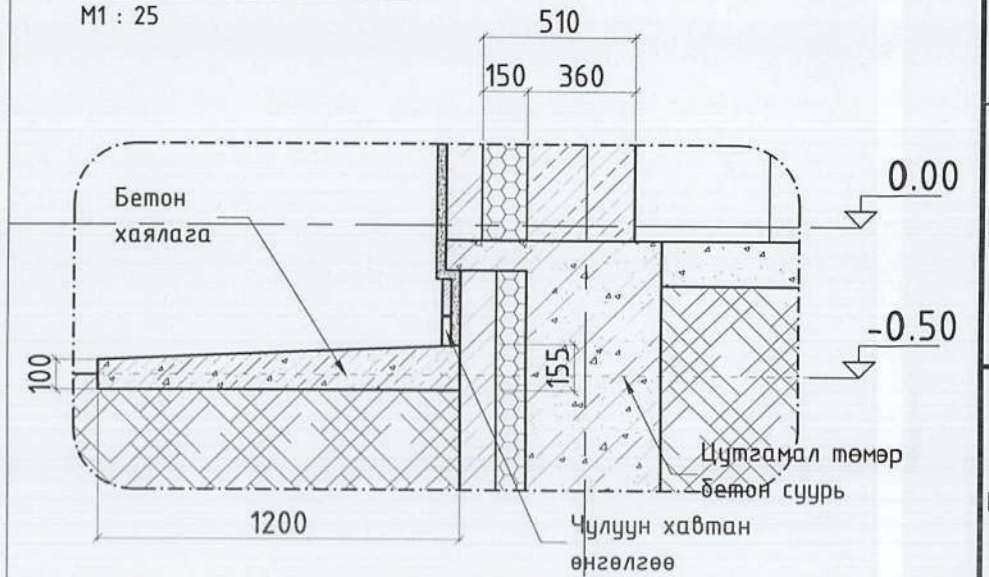 М1 : 25
510
150 360
0.00
Бетон
хаялага
-0.50
100
155
Цутгамал төмөр
бетон суурь
1200
Чулуун хавтан
өнгөлгөө